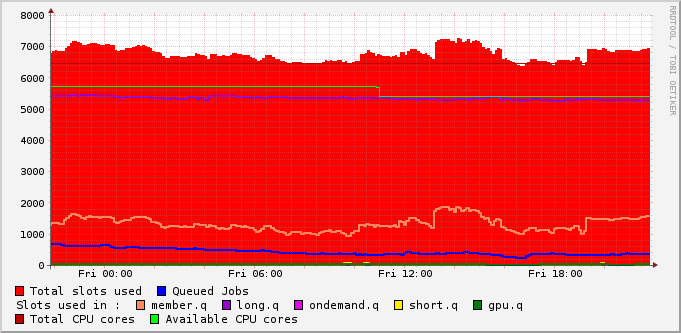 8000
7000
6000
5000
4000
3000
2000
1000
0
Fri 00:00 Fri 06:00 Fri 12:00 Fri 18:00
RRDTOOL / TOBI OETIKER
Total slots used Queued Jobs
Slots used in : member.q long.q ondemand.q short.q gpu.q
Total CPU cores Available CPU cores